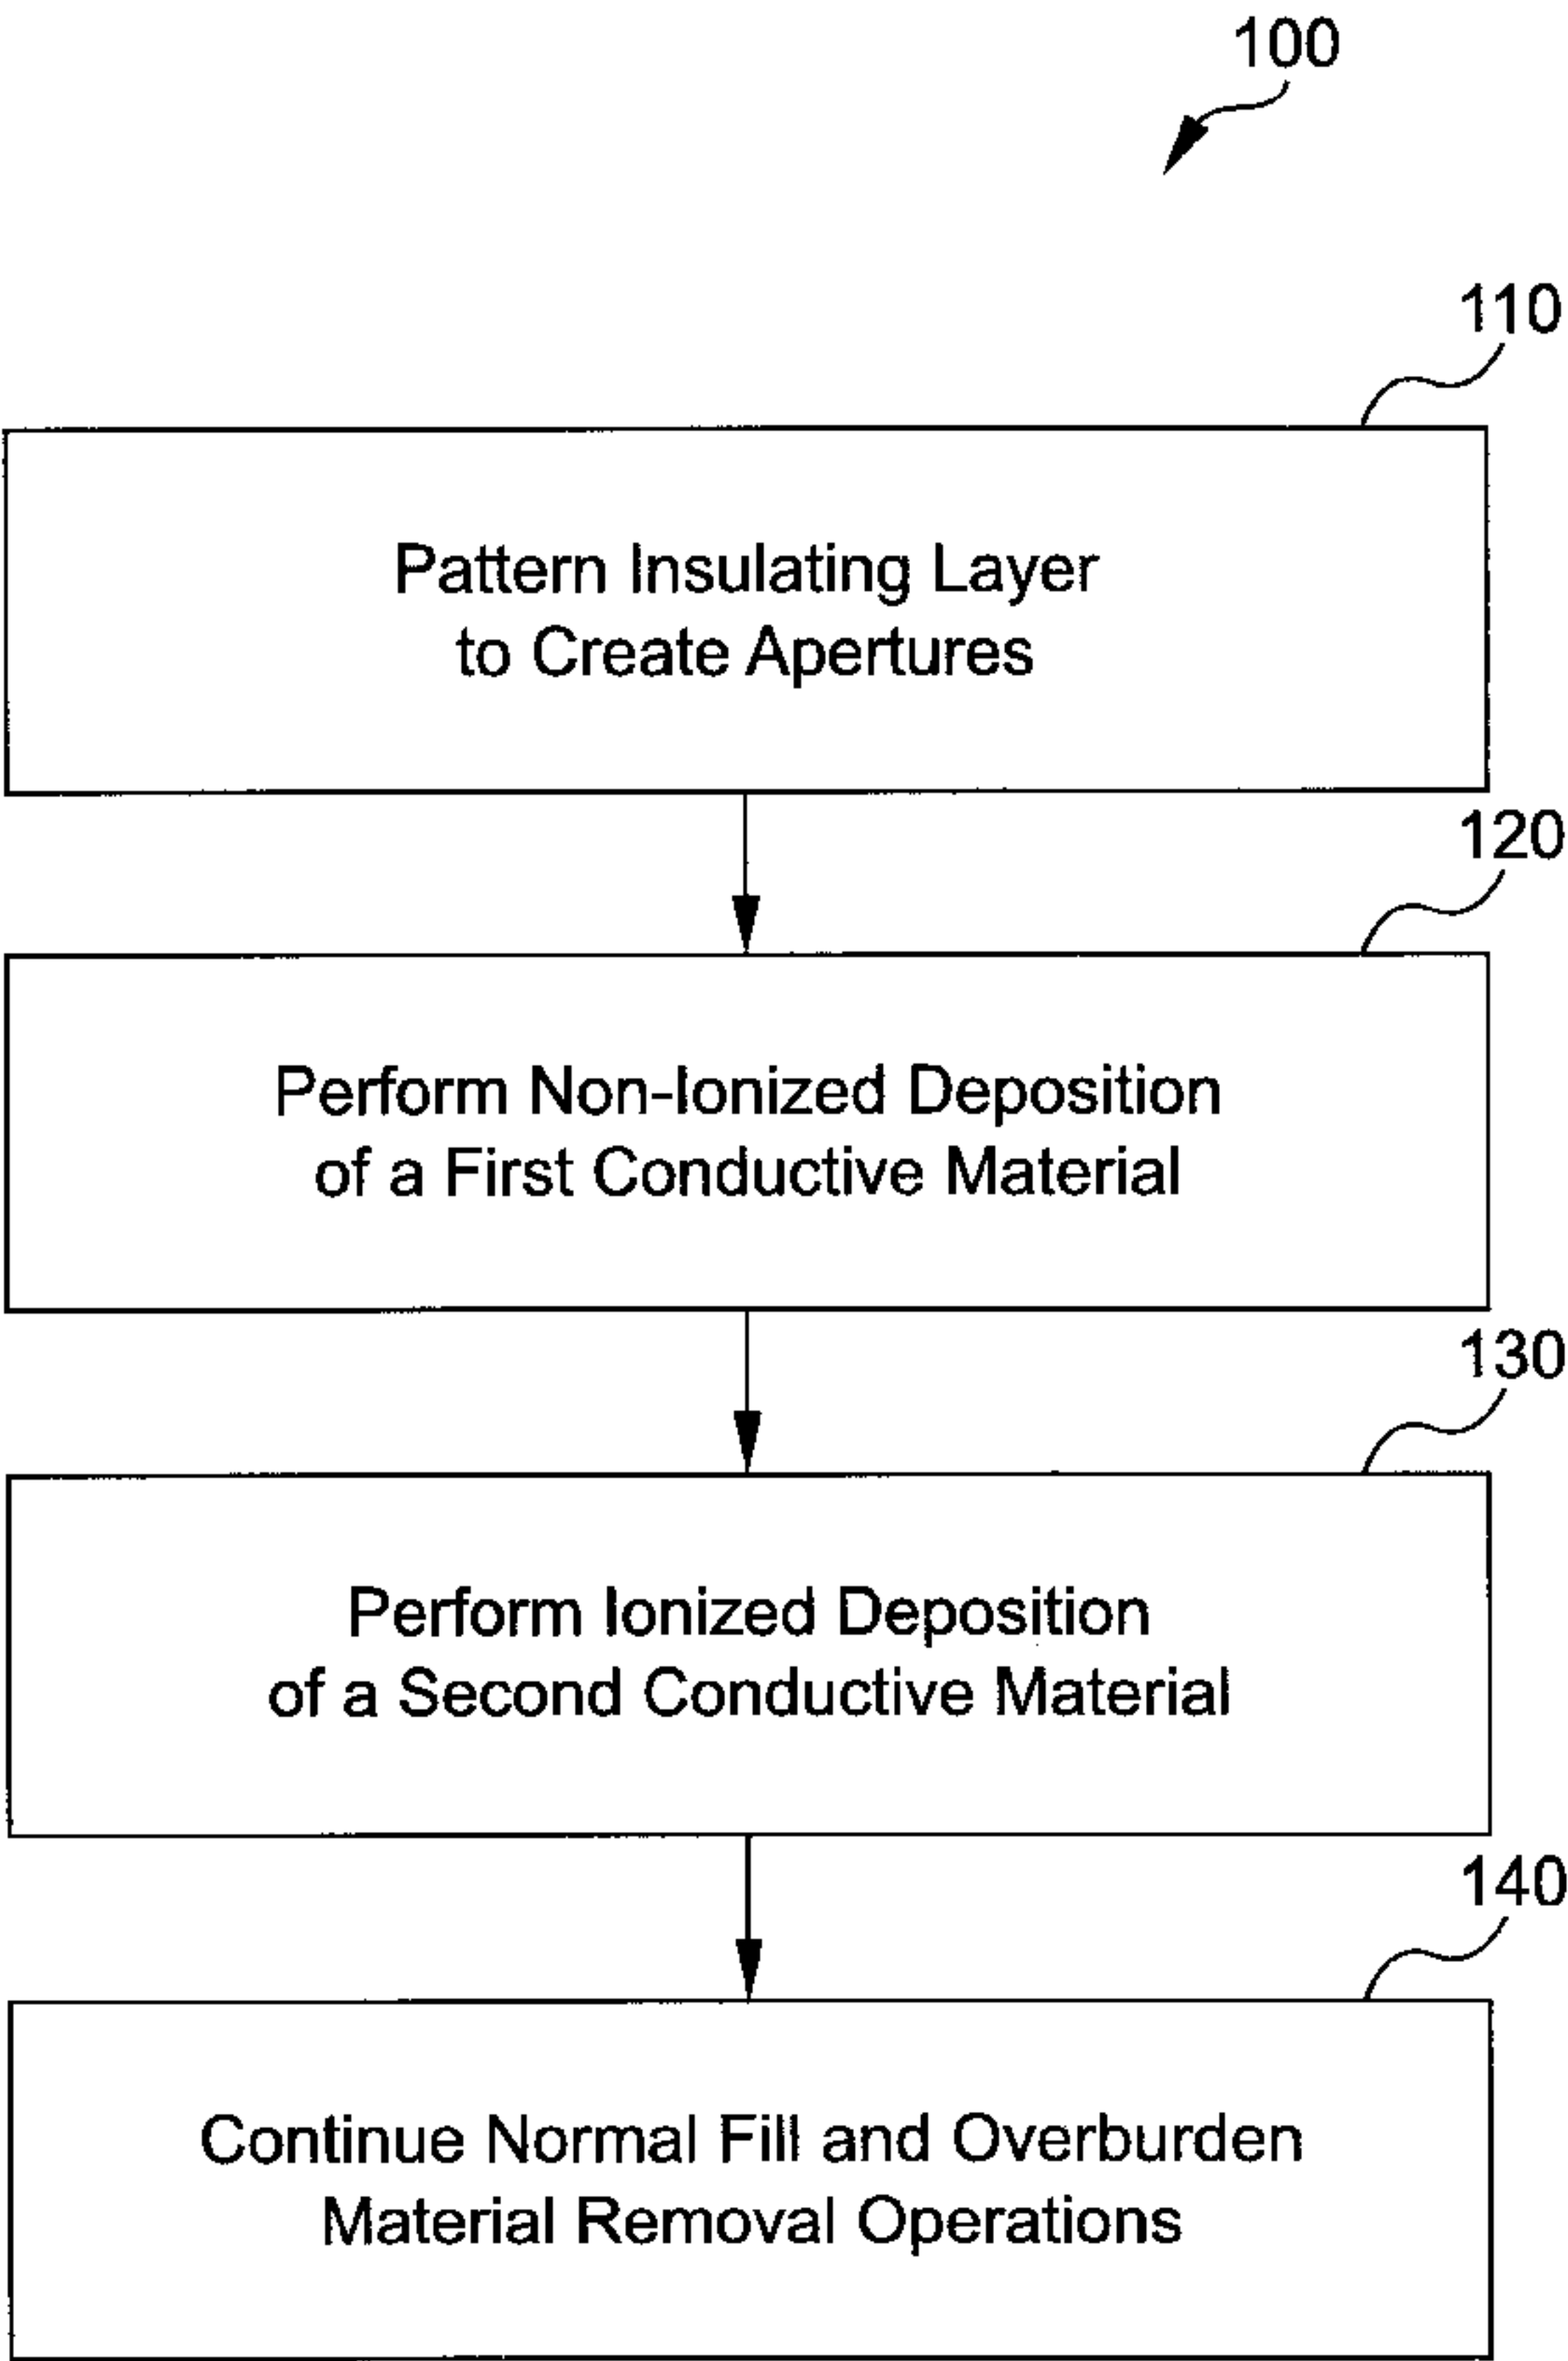 100
110
Pattern Insulating Layer
to Create Apertures
120
Perform Non-Ionized Deposition
of a First Conductive Material
130
Perform Ionized Deposition
of a Second Conductive Material
140
Continue Normal Fill and Overburden
Material Removal Operations